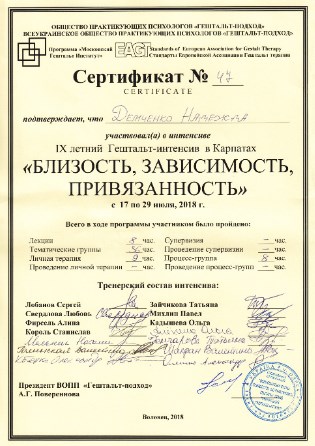 ОБЩЕСТВО ПРАКТИКУЮЩИХ ПСИХОЛОГОВ «ГЕШТАЛЬТ-ПОДХОД»
ВСЕУКРАИНСКОЕ ОБЩЕСТВО ПРАКТИКУЮЩИХ ПСИХОЛОГОВ «ГЕШТАЛЬТ-ПОДХОД»
Программа «Московский Гештальт Институт»
EAGT
Standards of European Association for Gestalt Therapy
Стандарты Европейской Ассоциации Гештальт терапии
Сертификат № 47
CERTIFICATE
подтверждает, что Демченко Надежда
участвовал(а) в интенсиве
IX летний Гештальт-интенсив в Карпатах
«БЛИЗОСТЬ, ЗАВИСИМОСТЬ,
ПРИВЯЗАННОСТЬ»
с 17 по 29 июля, 2018 г.
Всего в ходе программы участником было пройдено:
Лекции 8 час. Супервизия – час.
Тематические группы час. Проведение супервизии – час.
Личная терапия 9 час. Процесс-группа 8 час.
Проведение личной терапии – час. Проведение процесс-групп – час.
Тренерский состав интенсива:
Лобанов Сергей Зайчикова Татьяна
Свердлова Любовь Михлин Павел
Фирсель Алина Кадышева Ольга
Король Станислав
Президент ВОПП «Гештальт-подход»
А.Г. Повереннова
Воловец, 2018